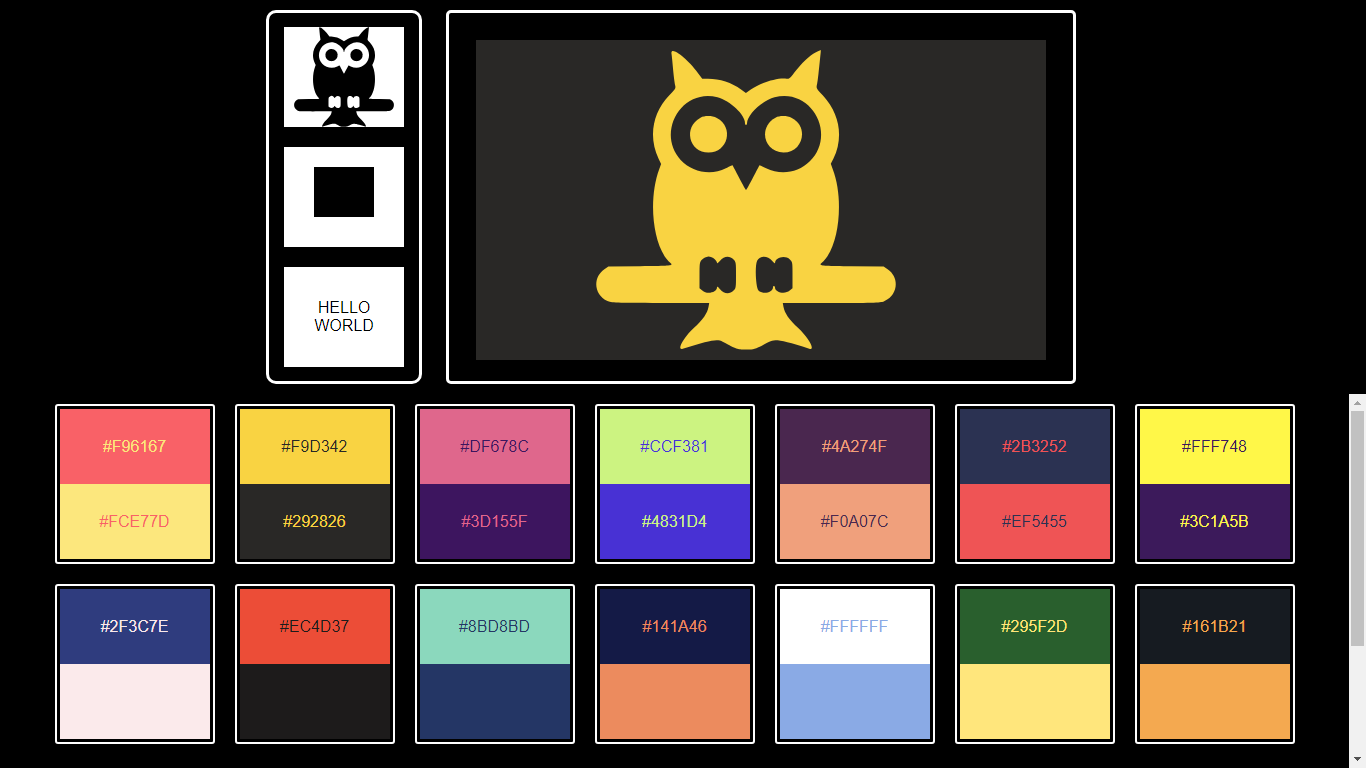 HELLO
WORLD
#F96167
#F9D342
#DF678C
#CCF381
#4A274F
#2B3252
#FFF748
#FCE77D
#292826
#3D155F
#4831D4
#F0A07C
#EF5455
#3C1A5B
#2F3C7E
#EC4D37
#8BD8BD
#141A46
#FFFFFF
#295F2D
#161B21